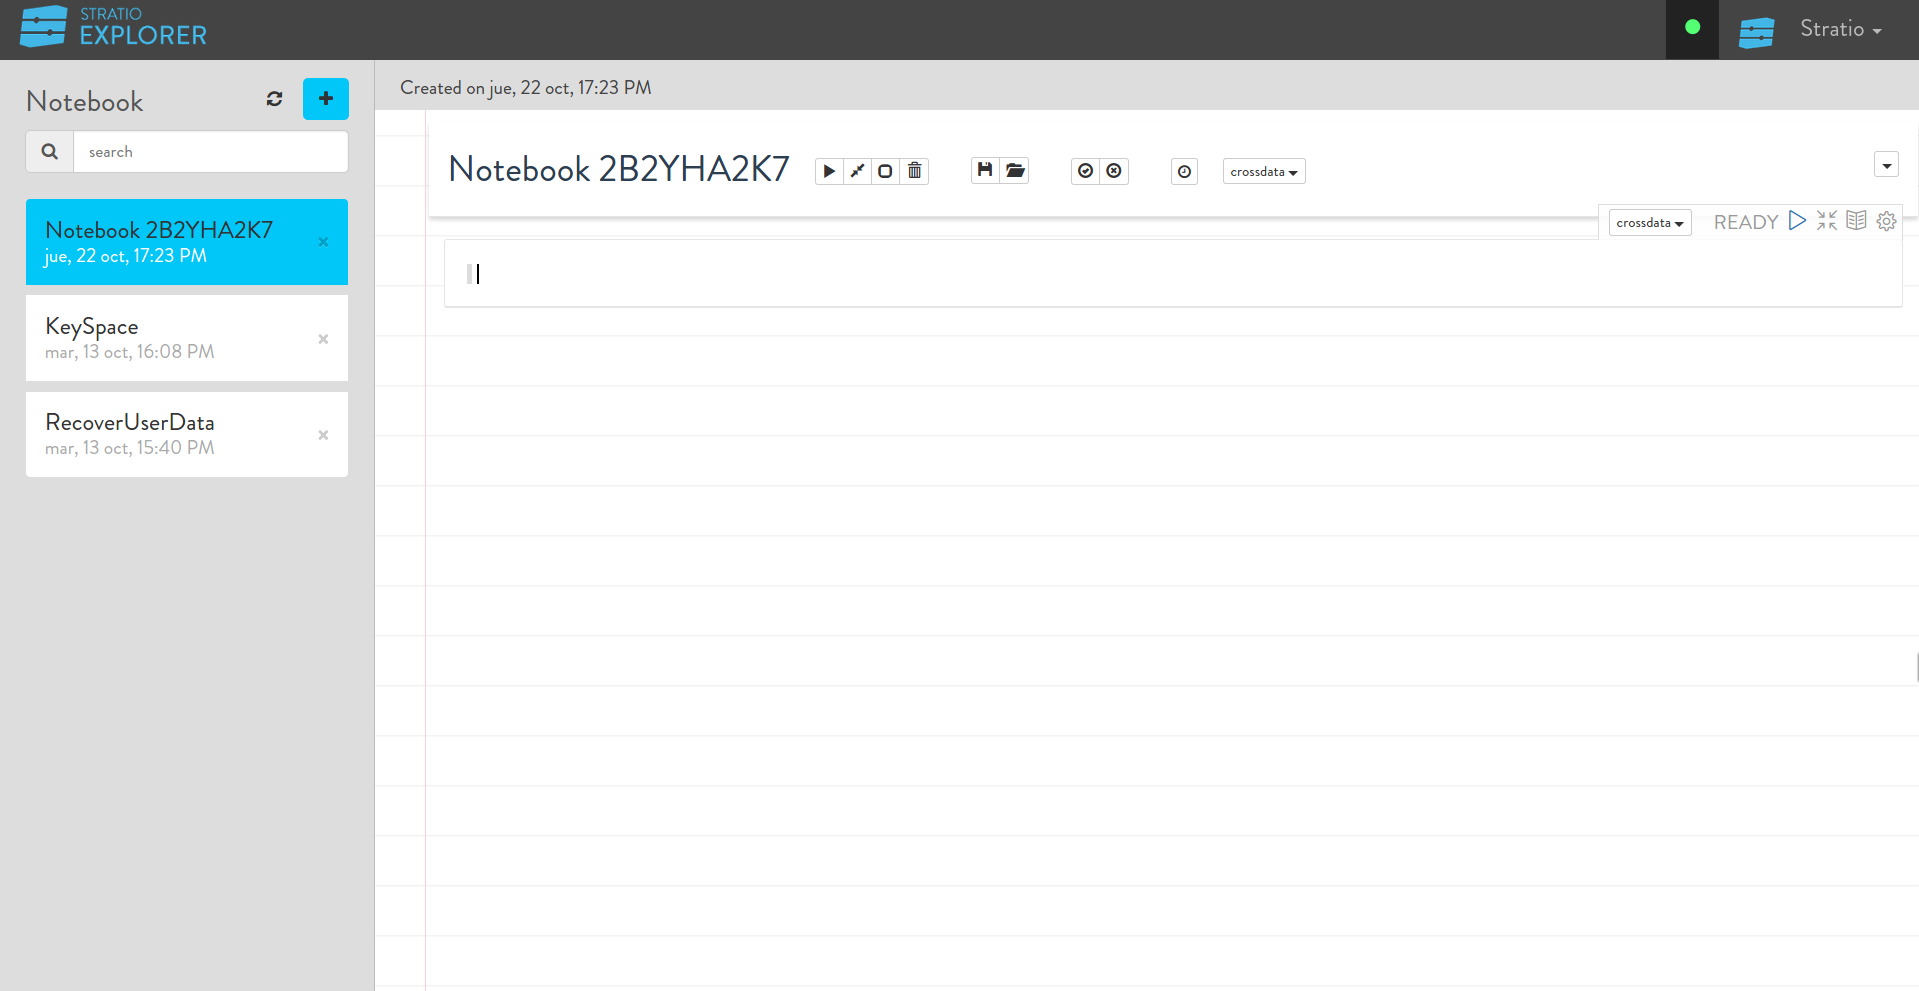 STRATIO
EXPLORER
Stratio
Notebook
search
Notebook 2B2YHA2K7
jue, 22 oct, 17:23 PM
KeySpace
mar, 13 oct, 16:08 PM
RecoverUserData
mar, 13 oct, 15:40 PM
Created on jue, 22 oct, 17:23 PM
Notebook 2B2YHA2K7
crossdata
crossdata
READY